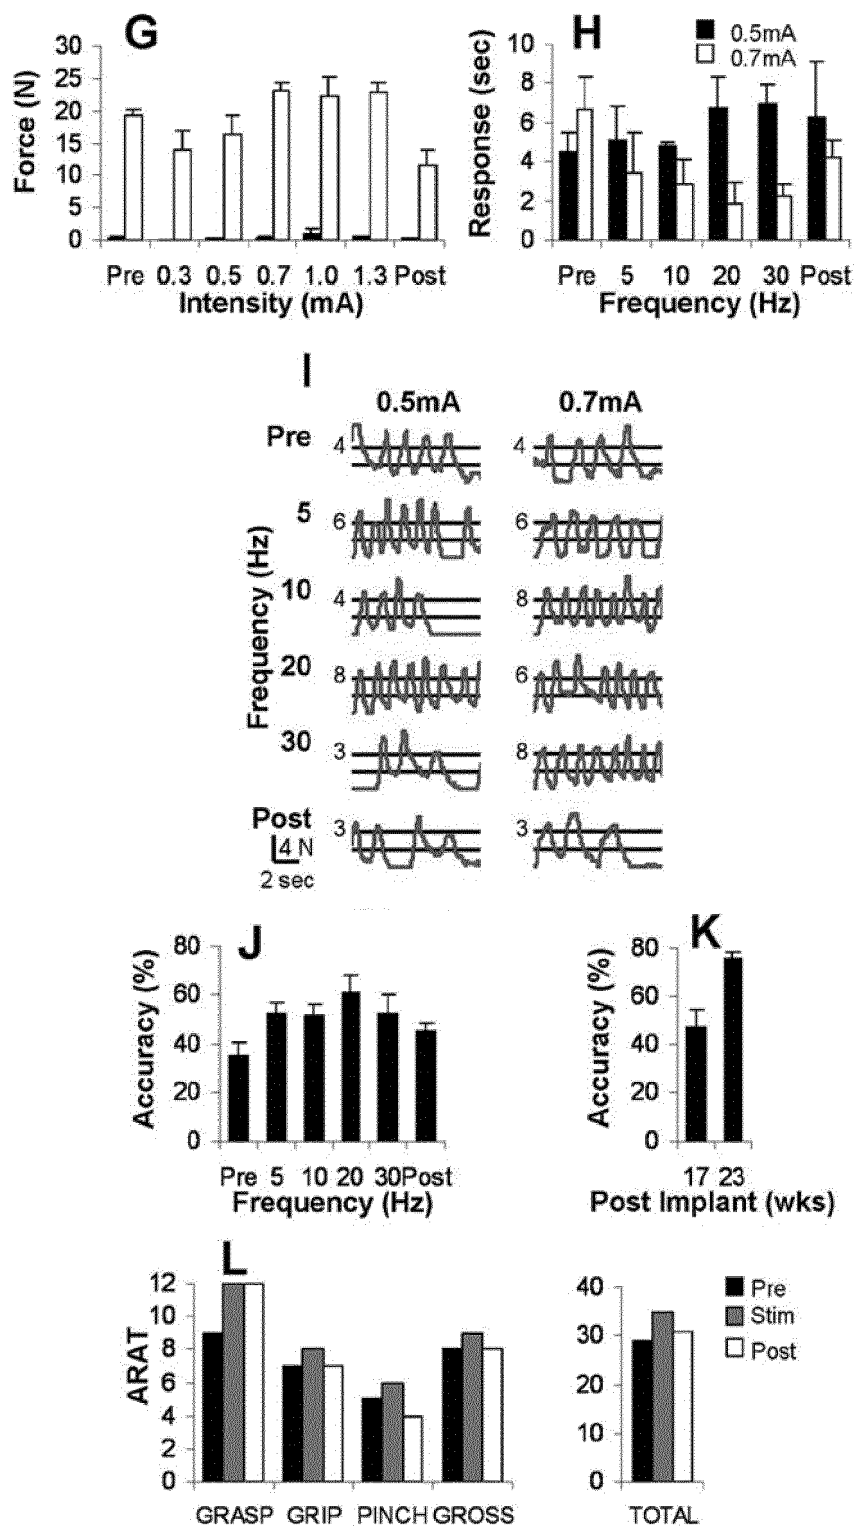 G
Force (N)
30
25
20
15
10
5
0
Pre 0.3 0.5 0.7 1.0 1.3 Post
Intensity (mA)
H
0.5mA
0.7mA
Response (sec)
10
8
6
4
2
0
Pre 5 10 20 30 Post
Frequency (Hz)
I
0.5mA 0.7mA
Frequency (Hz)
Pre 4 4
5 6 6
10 4 8
20 8 6
30 3 8
Post 3 3
4 N
2 sec
J
Accuracy (%)
80
60
40
20
0
Pre 5 10 20 30Post
Frequency (Hz)
K
Accuracy (%)
80
60
40
20
0
17 23
Post Implant (wks)
L
ARAT
12
10
8
6
4
2
0
GRASP GRIP PINCH GROSS
40
30
20
10
0
TOTAL
Pre
Stim
Post